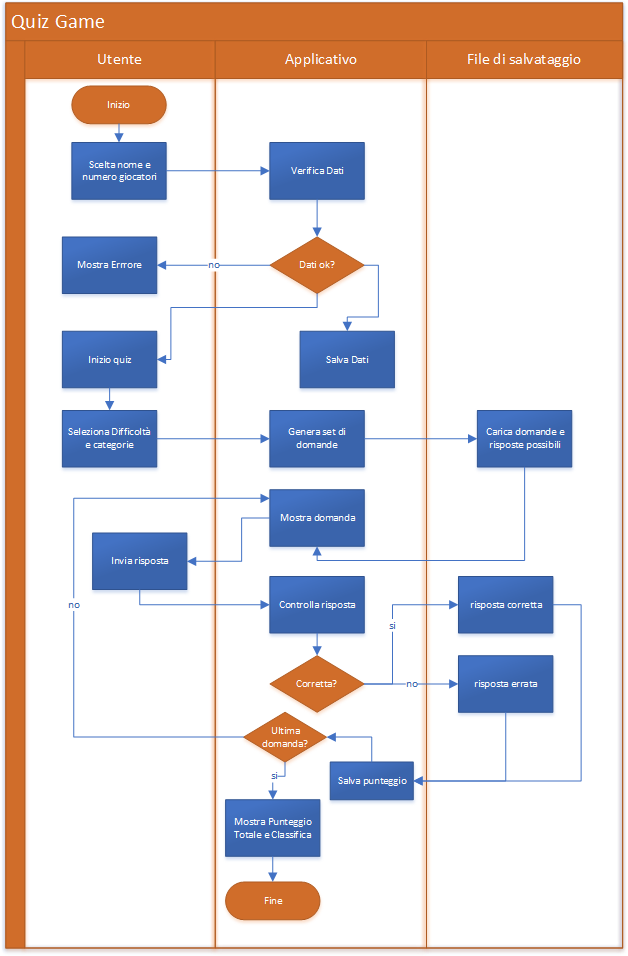 Quiz Game
Utente
Applicativo
File di salvataggio
Inizio
Scelta nome e
numero giocatori
Verifica Dati
Mostra Errrore
no
Dati ok?
Inizio quiz
Salva Dati
Seleziona Difficoltà
e categorie
Genera set di
domande
Carica domande e
risposte possibili
Mostra domanda
Invia risposta
no
Controlla risposta
risposta corretta
si
Corretta?
no
risposta errata
Ultima
domanda?
si
Salva punteggio
Mostra Punteggio
Totale e Classifica
Fine